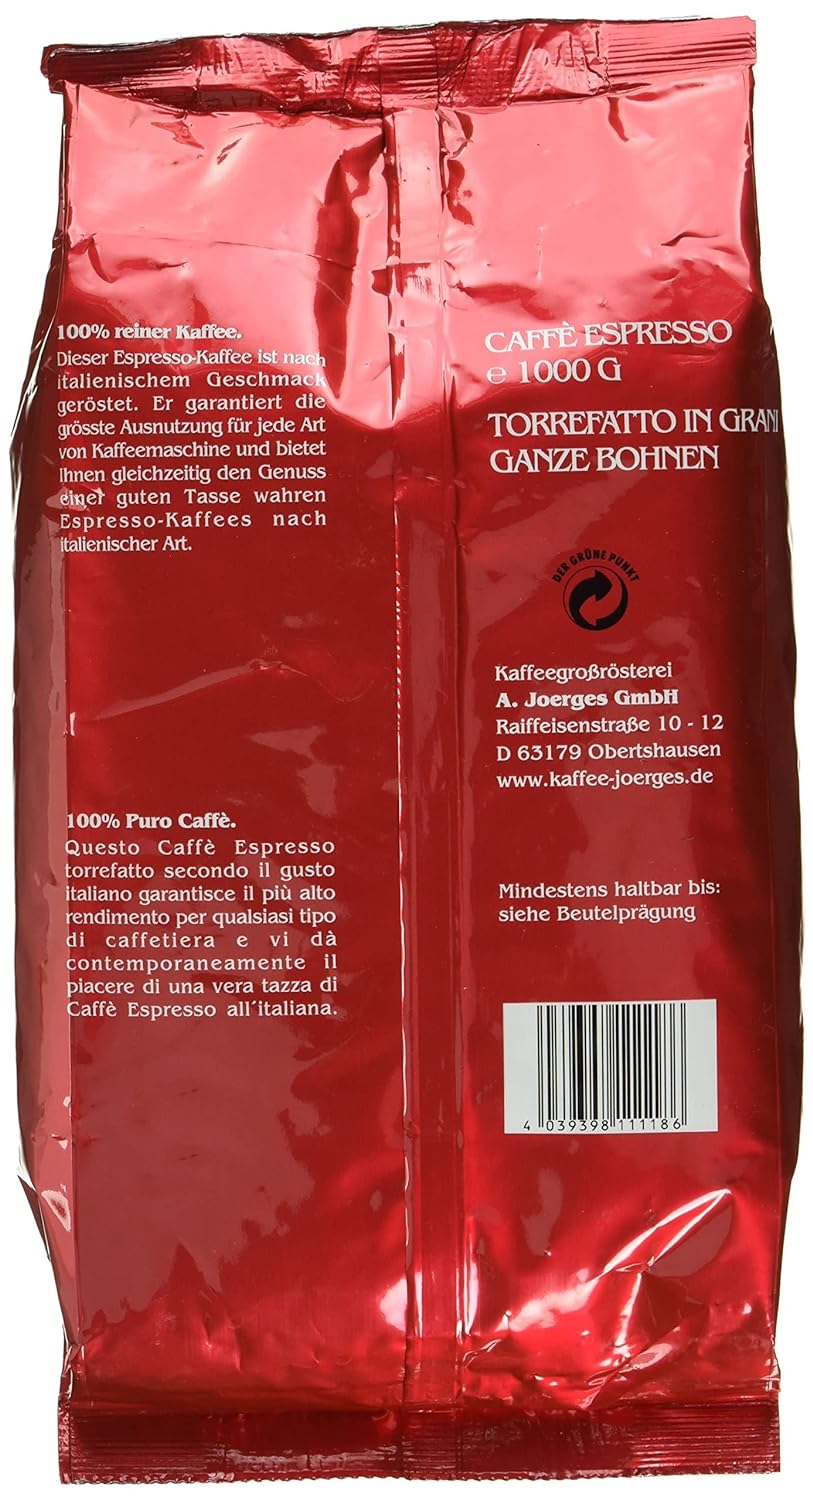 100% reiner Kaffee.
Dieser Espresso-Kaffee ist nach
italienischem Geschmack
geröstet. Er garantiert die
grösste Ausnutzung für jede Art
von Kaffeemaschine und bietet
Ihnen gleichzeitig den Genuss
einer guten Tasse wahren
Espresso-Kaffees nach
italienischer Art.
100% Puro Caffè.
Questo Caffè Espresso
torrefatto secondo il gusto
italiano garantisce il più alto
rendimento per qualsiasi tipo
di caffetiera e vi dà
contemporaneamente il
piacere di una vera tazza di
Caffè Espresso all´italiana.
CAFFÈ ESPRESSO
℮ 1000 G
TORREFATTO IN GRANI
GANZE BOHNEN
DER GRÜNE PUNKT
Kaffeegroßrösterei
A. Joerges GmbH
Raiffeisenstraße 10 - 12
D 63179 Obertshausen
www.kaffee-joerges.de
Mindestens haltbar bis:
siehe Beutelprägung
4 039398 111186